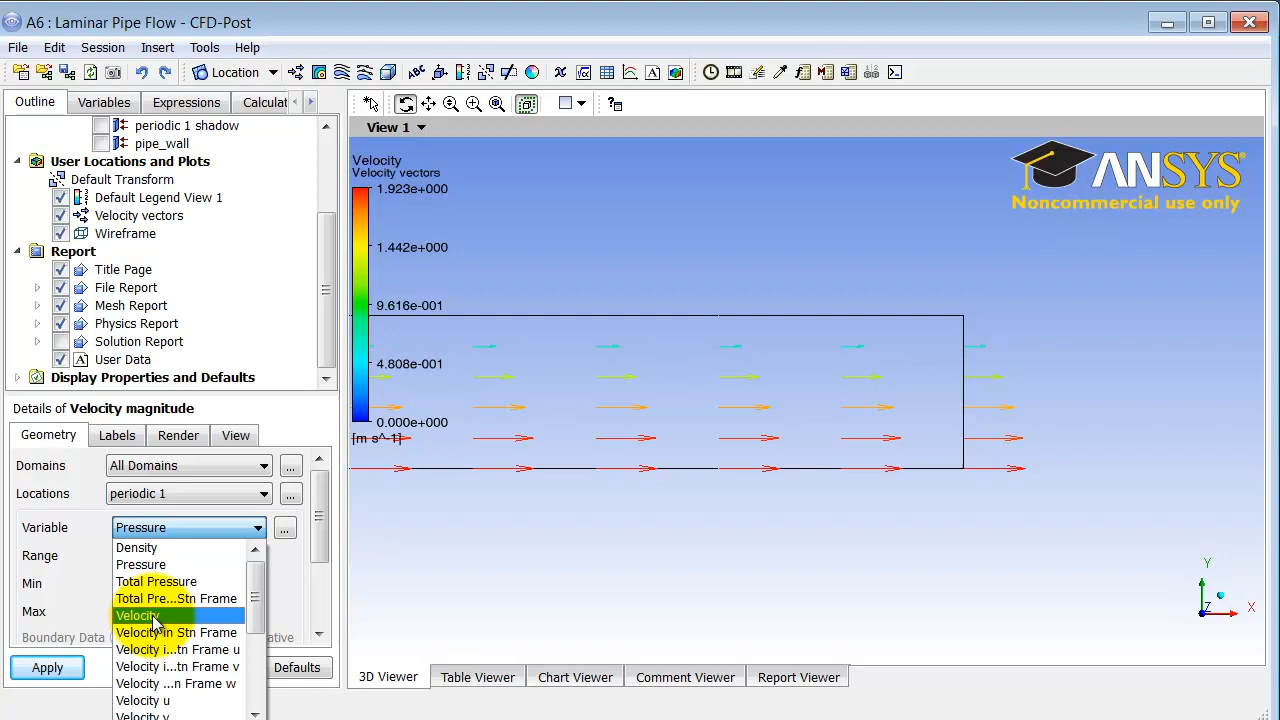 A6 : Laminar Pipe Flow - CFD-Post
File Edit Session Insert Tools Help
Location
Outline Variables Expressions Calculat
periodic 1 shadow
pipe_wall
User Locations and Plots
Default Transform
Default Legend View 1
Velocity vectors
Wireframe
Report
Title Page
File Report
Mesh Report
Physics Report
Solution Report
User Data
Display Properties and Defaults
Details of Velocity magnitude
Geometry Labels Render View
Domains All Domains ...
Locations periodic 1 ...
Variable Pressure ...
Range
Min
Max
Boundary Data
ative
Density
Pressure
Total Pressure
Total Pre...Stn Frame
Velocity
Velocity in Stn Frame
Velocity i...tn Frame u
Velocity i...tn Frame v
Velocity ...n Frame w
Velocity u
Velocity v
Apply Defaults
View 1
Velocity
Velocity vectors
1.923e+000
1.442e+000
9.616e-001
4.808e-001
0.000e+000
[m s^-1]
ANSYS
Noncommercial use only
Y
Z X
3D Viewer Table Viewer Chart Viewer Comment Viewer Report Viewer